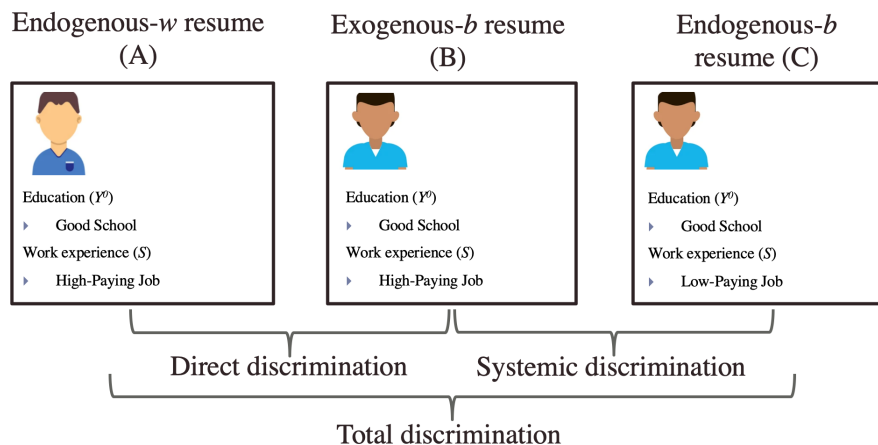 Endogenous-w resume
(A)
Exogenous-b resume
(B)
Endogenous-b
resume (C)
Education (Y⁰)
Good School
Work experience (S)
High-Paying Job
Education (Y⁰)
Good School
Work experience (S)
High-Paying Job
Education (Y⁰)
Good School
Work experience (S)
Low-Paying Job
Direct discrimination
Systemic discrimination
Total discrimination